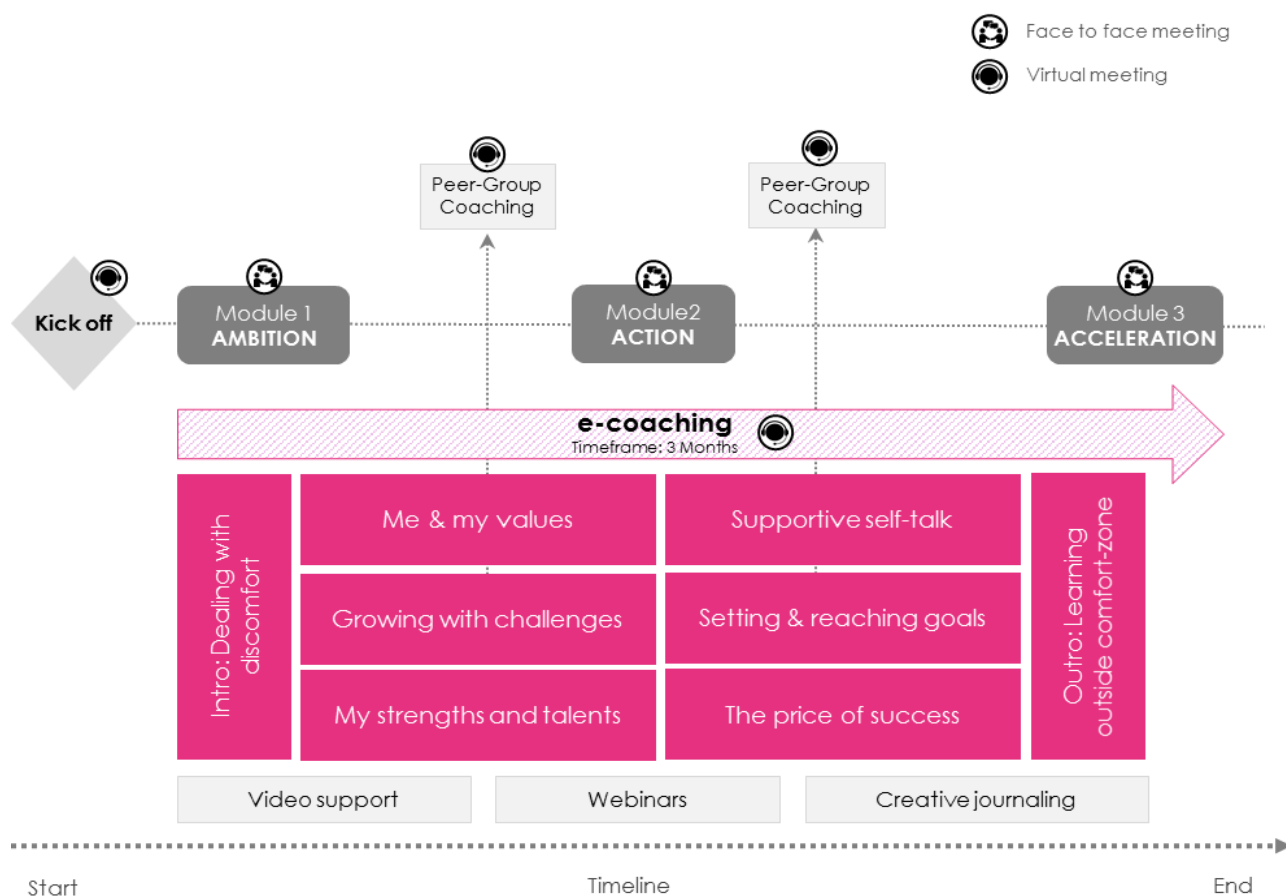 Face to face meeting
Virtual meeting
Peer-Group
Coaching
Peer-Group
Coaching
Kick off
Module 1
AMBITION
Module2
ACTION
Module 3
ACCELERATION
e-coaching
Timeframe: 3 Months
Intro: Dealing with
discomfort
Me & my values
Growing with challenges
My strengths and talents
Supportive self-talk
Setting & reaching goals
The price of success
Outro: Learning
outside comfort-zone
Video support
Webinars
Creative journaling
Start
Timeline
End